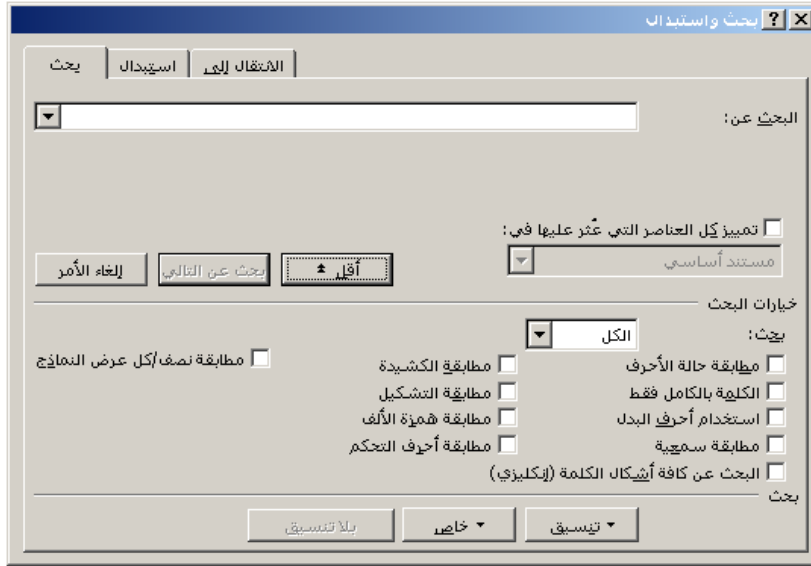 بحث واستبدال
بحث استبدال الانتقال إلى
البحث عن:
تمييز كل العناصر التي عُثر عليها في:
مستند أساسي
أقل بحث عن التالي إلغاء الأمر
خيارات البحث
بحث: الكل
مطابقة حالة الأحرف مطابقة الكشيدة مطابقة نصف/كل عرض النماذج
الكلمة بالكامل فقط مطابقة التشكيل
استخدام أحرف البدل مطابقة همزة الألف
مطابقة سمعية مطابقة أحرف التحكم
البحث عن كافة أشكال الكلمة (إنكليزي)
بحث
تنسيق خاص بلا تنسيق